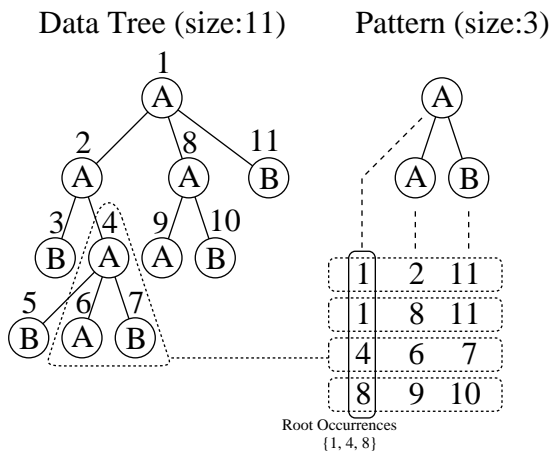 Data Tree (size:11) Pattern (size:3)
1
A A
2 8 11
A A B A B
3 4 9 10
B A A B
5 6 7
B A B
1 2 11
1 8 11
4 6 7
8 9 10
Root Occurrences
{1, 4, 8}